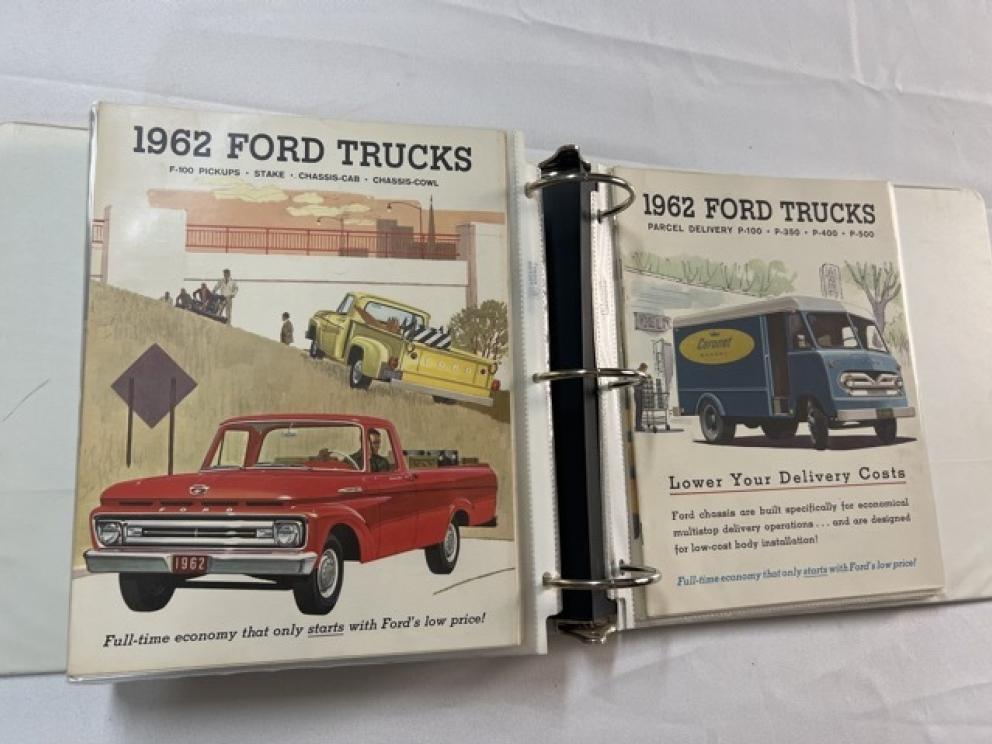 1962 FORD TRUCKS
F-100 PICKUPS • STAKE • CHASSIS-CAB • CHASSIS-COWL
FORD
FORD
1962
Full-time economy that only starts with Ford's low price!
1962 FORD TRUCKS
PARCEL DELIVERY P-100 • P-350 • P-400 • P-500
Coronet
BAKERY
Lower Your Delivery Costs
Ford chassis are built specifically for economical
multistop delivery operations . . . and are designed
for low-cost body installation!
Full-time economy that only starts with Ford's low price!